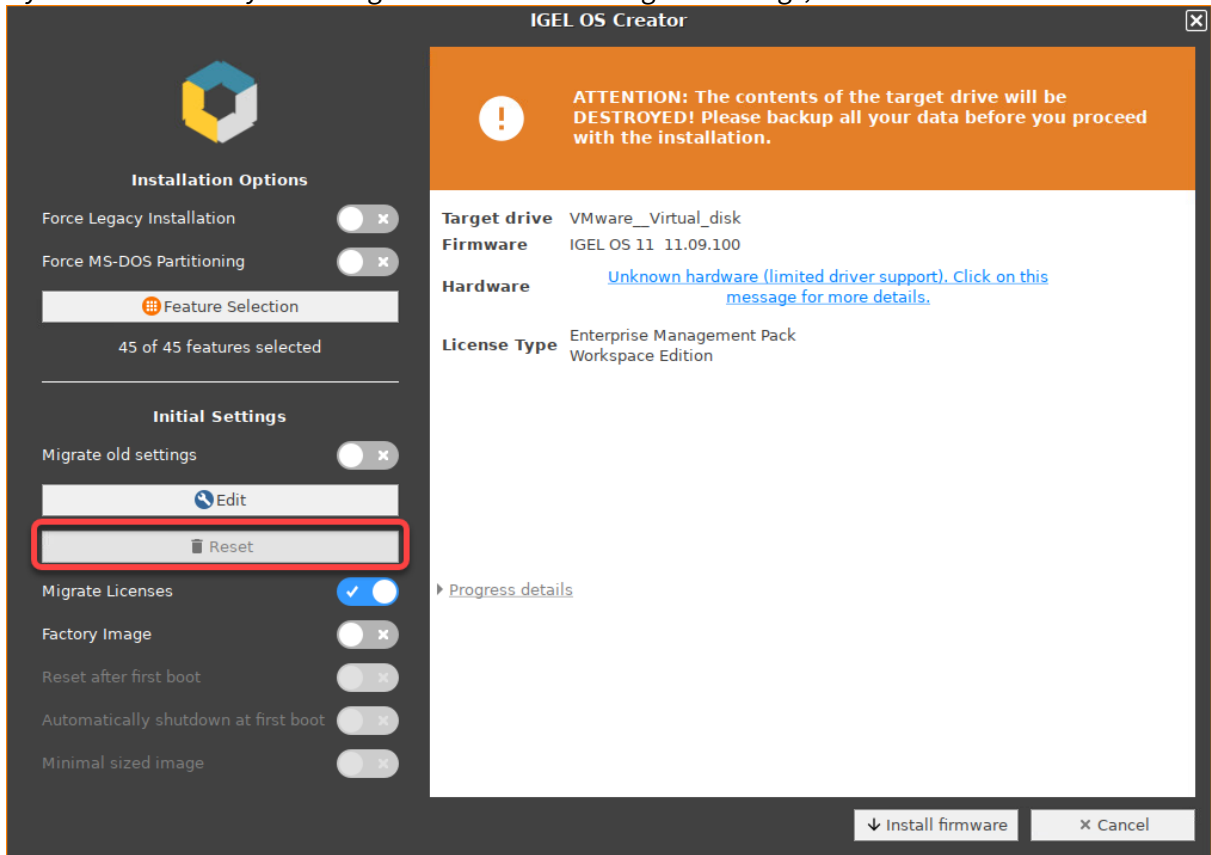 IGEL OS Creator
ATTENTION: The contents of the target drive will be
DESTROYED! Please backup all your data before you proceed
with the installation.
Installation Options
Force Legacy Installation
Force MS-DOS Partitioning
Feature Selection
45 of 45 features selected
Initial Settings
Migrate old settings
Edit
Reset
Migrate Licenses
Factory Image
Reset after first boot
Automatically shutdown at first boot
Minimal sized image
Target drive VMware__Virtual_disk
Firmware IGEL OS 11 11.09.100
Hardware Unknown hardware (limited driver support). Click on this
message for more details.
License Type Enterprise Management Pack
Workspace Edition
Progress details
Install firmware
Cancel